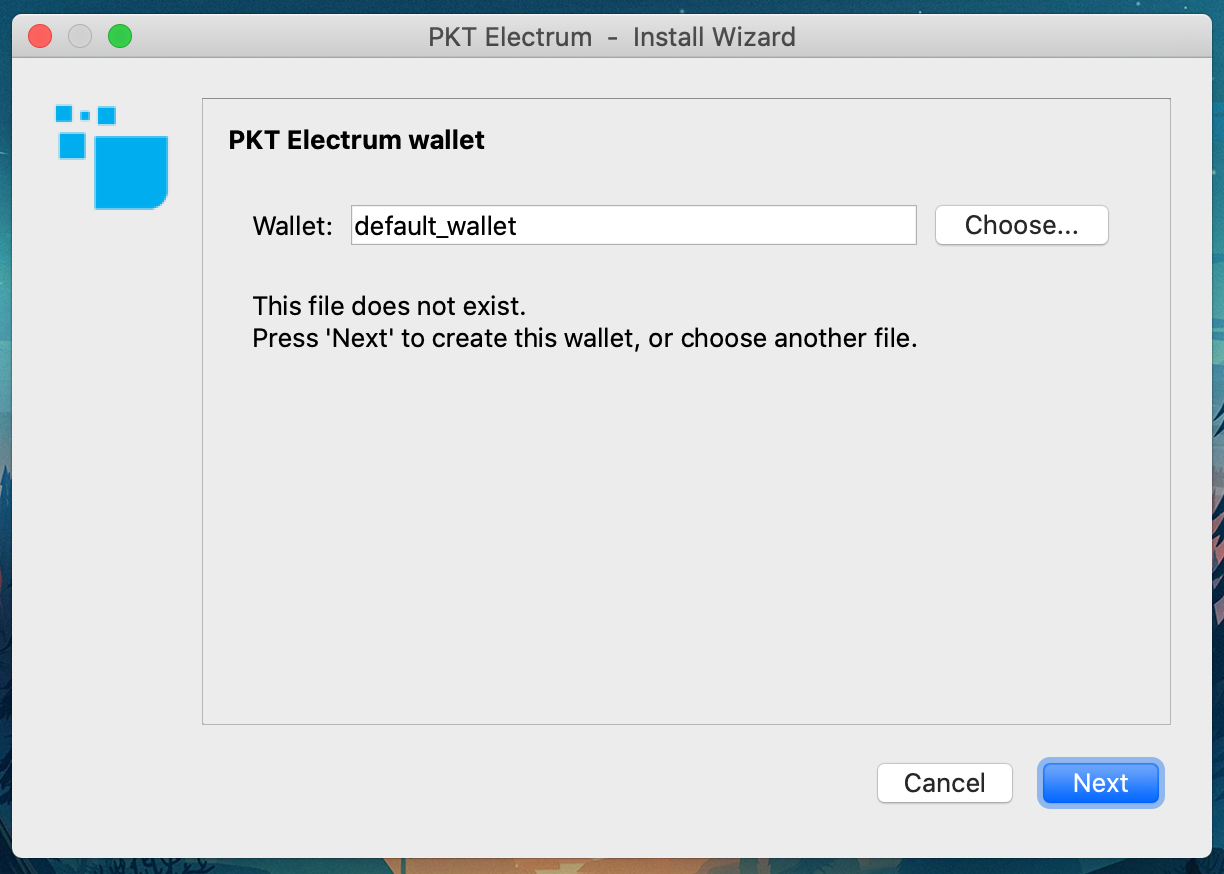 PKT Electrum  -  Install Wizard
PKT Electrum wallet
Wallet: default_wallet Choose...
This file does not exist.
Press 'Next' to create this wallet, or choose another file.
Cancel Next